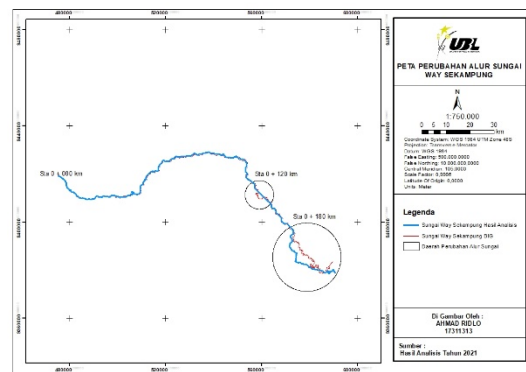 UBL
PETA PERUBAHAN ALUR SUNGAI
WAY SEKAMPUNG
N
1:750.000
0 5 10 20 30
km
Coordinate System: WGS 1984 UTM Zone 48S
Projection: Transverse Mercator
Datum: WGS 1984
False Easting: 500.000,0000
False Northing: 10.000.000,0000
Central Meridian: 105,0000
Scale Factor: 0,9996
Latitude Of Origin: 0,0000
Units: Meter
Legenda
Sungai Way Sekampung Hasil Analisis
Sungai Way Sekampung BIG
Daerah Perubahan Alur Sungai
Di Gambar Oleh :
AHMAD RIDLO
17311313
Sumber :
Hasil Analisis Tahun 2021
Sta 0 + 000 km
Sta 0 + 120 km
Sta 0 + 180 km